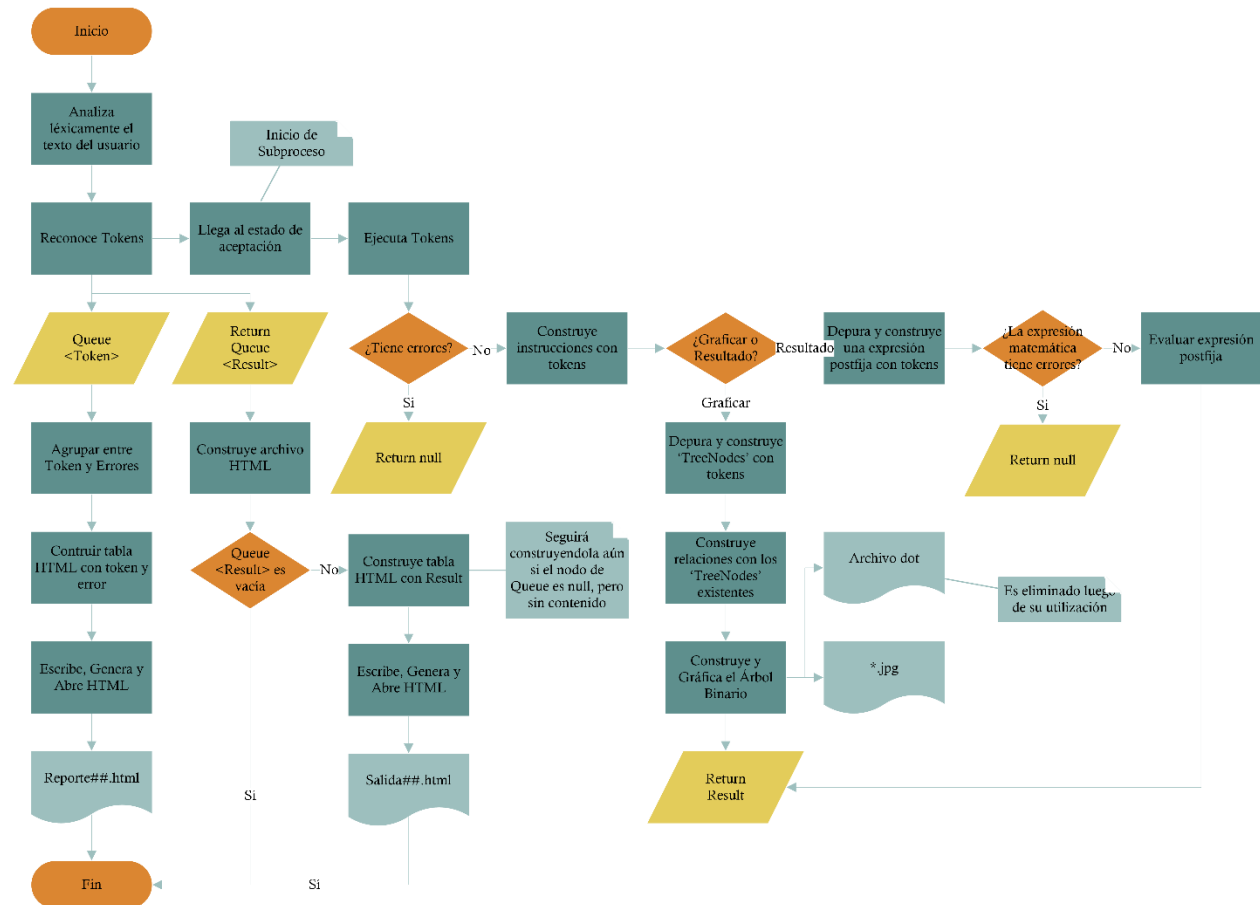 Inicio
Analiza
léxicamente el
texto del usuario
Inicio de
Subproceso
Reconoce Tokens
Llega al estado de
aceptación
Ejecuta Tokens
Queue
<Token>
Return
Queue
<Result>
¿Tiene errores?
No
Construye
instrucciones con
tokens
¿Graficar o
Resultado?
Resultado
Depura y construye
una expresión
postfija con tokens
¿La expresión
matemática
tiene errores?
No
Evaluar expresión
postfija
Si
Graficar
Si
Agrupar entre
Token y Errores
Construye archivo
HTML
Return null
Depura y construye
‘TreeNodes’ con
tokens
Return null
Contruir tabla
HTML con token y
error
Queue
<Result> es
vacía
No
Construye tabla
HTML con Result
Seguirá
construyendola aún
si el nodo de
Queue es null, pero
sin contenido
Construye
relaciones con los
‘TreeNodes’
existentes
Archivo dot
Es eliminado luego
de su utilización
Escribe, Genera y
Abre HTML
Escribe, Genera y
Abre HTML
Construye y
Gráfica el Árbol
Binario
*.jpg
Reporte##.html
Si
Salida##.html
Return
Result
Fin
Sí